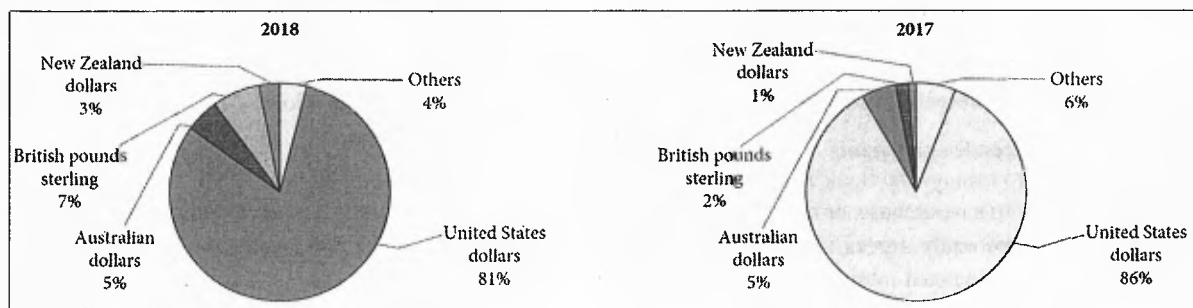 2018
New Zealand
dollars
3%
Others
4%
British pounds
sterling
7%
Australian
dollars
5%
United States
dollars
81%
2017
New Zealand
dollars
1%
Others
6%
British pounds
sterling
2%
Australian
dollars
5%
United States
dollars
86%